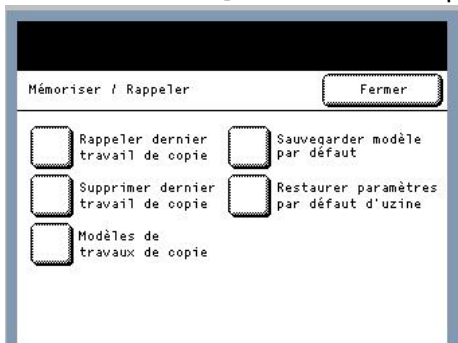 Mémoriser / Rappeler
Fermer
Rappeler dernier
travail de copie
Sauvegarder modèle
par défaut
Supprimer dernier
travail de copie
Restaurer paramètres
par défaut d'uzine
Modèles de
travaux de copie